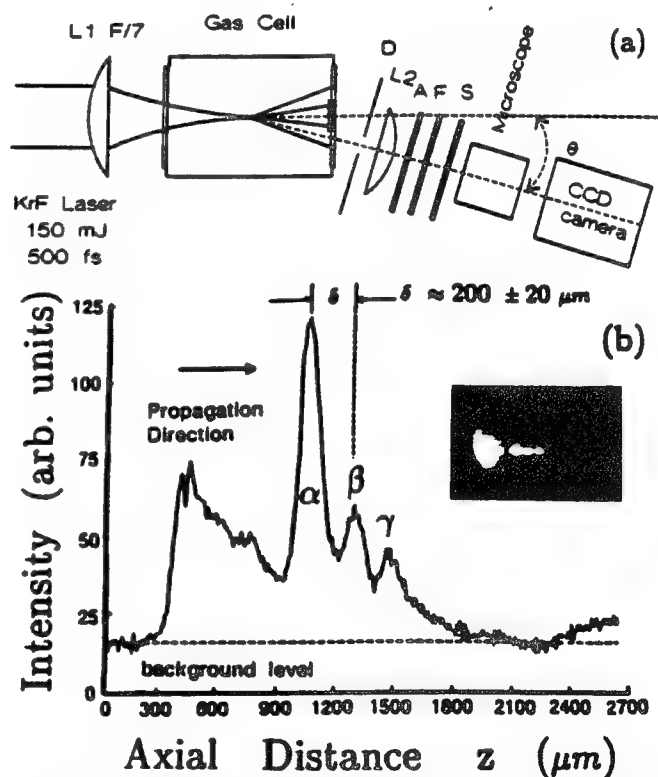 L1 F/7
Gas Cell
(a)
D
L2
A F S
Microscope
θ
CCD
camera
KrF Laser
150 mJ
500 fs
δ
δ ≈ 200 ± 20 μm
(b)
Intensity (arb. units)
125
100
75
50
25
0
Propagation
Direction
α
β
γ
background level
0 300 600 900 1200 1500 1800 2100 2400 2700
Axial Distance z (μm)